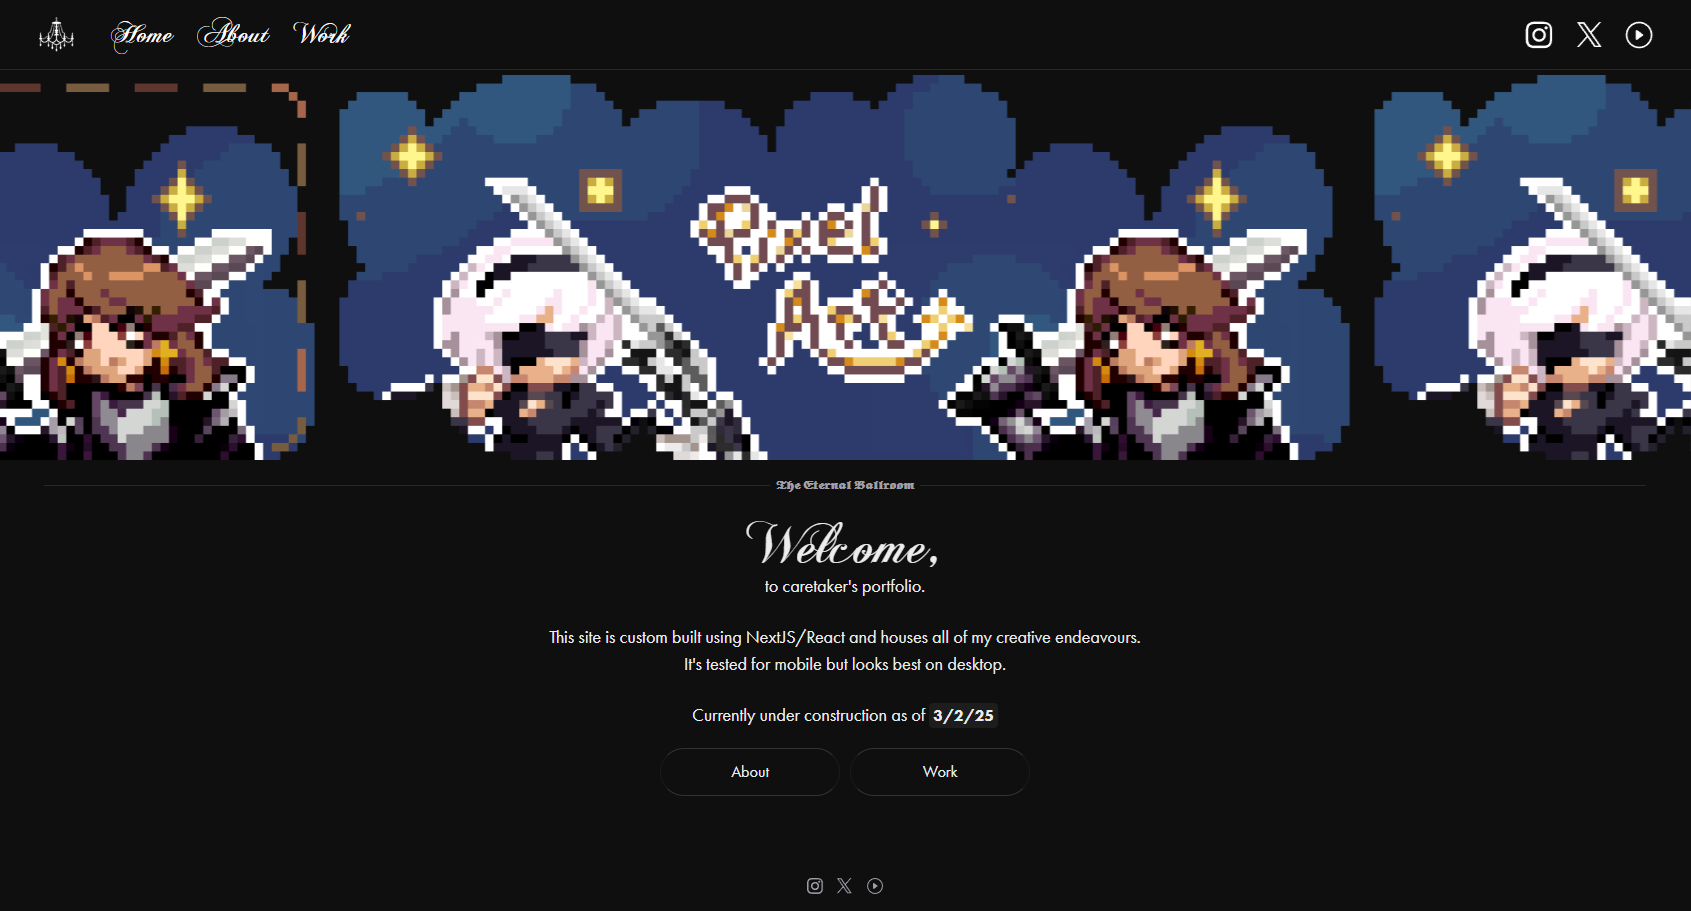 Home About Work
Pixel
Art
The Eternal Ballroom
Welcome,
to caretaker's portfolio.
This site is custom built using NextJS/React and houses all of my creative endeavours.
It's tested for mobile but looks best on desktop.
Currently under construction as of 3/2/25
About Work